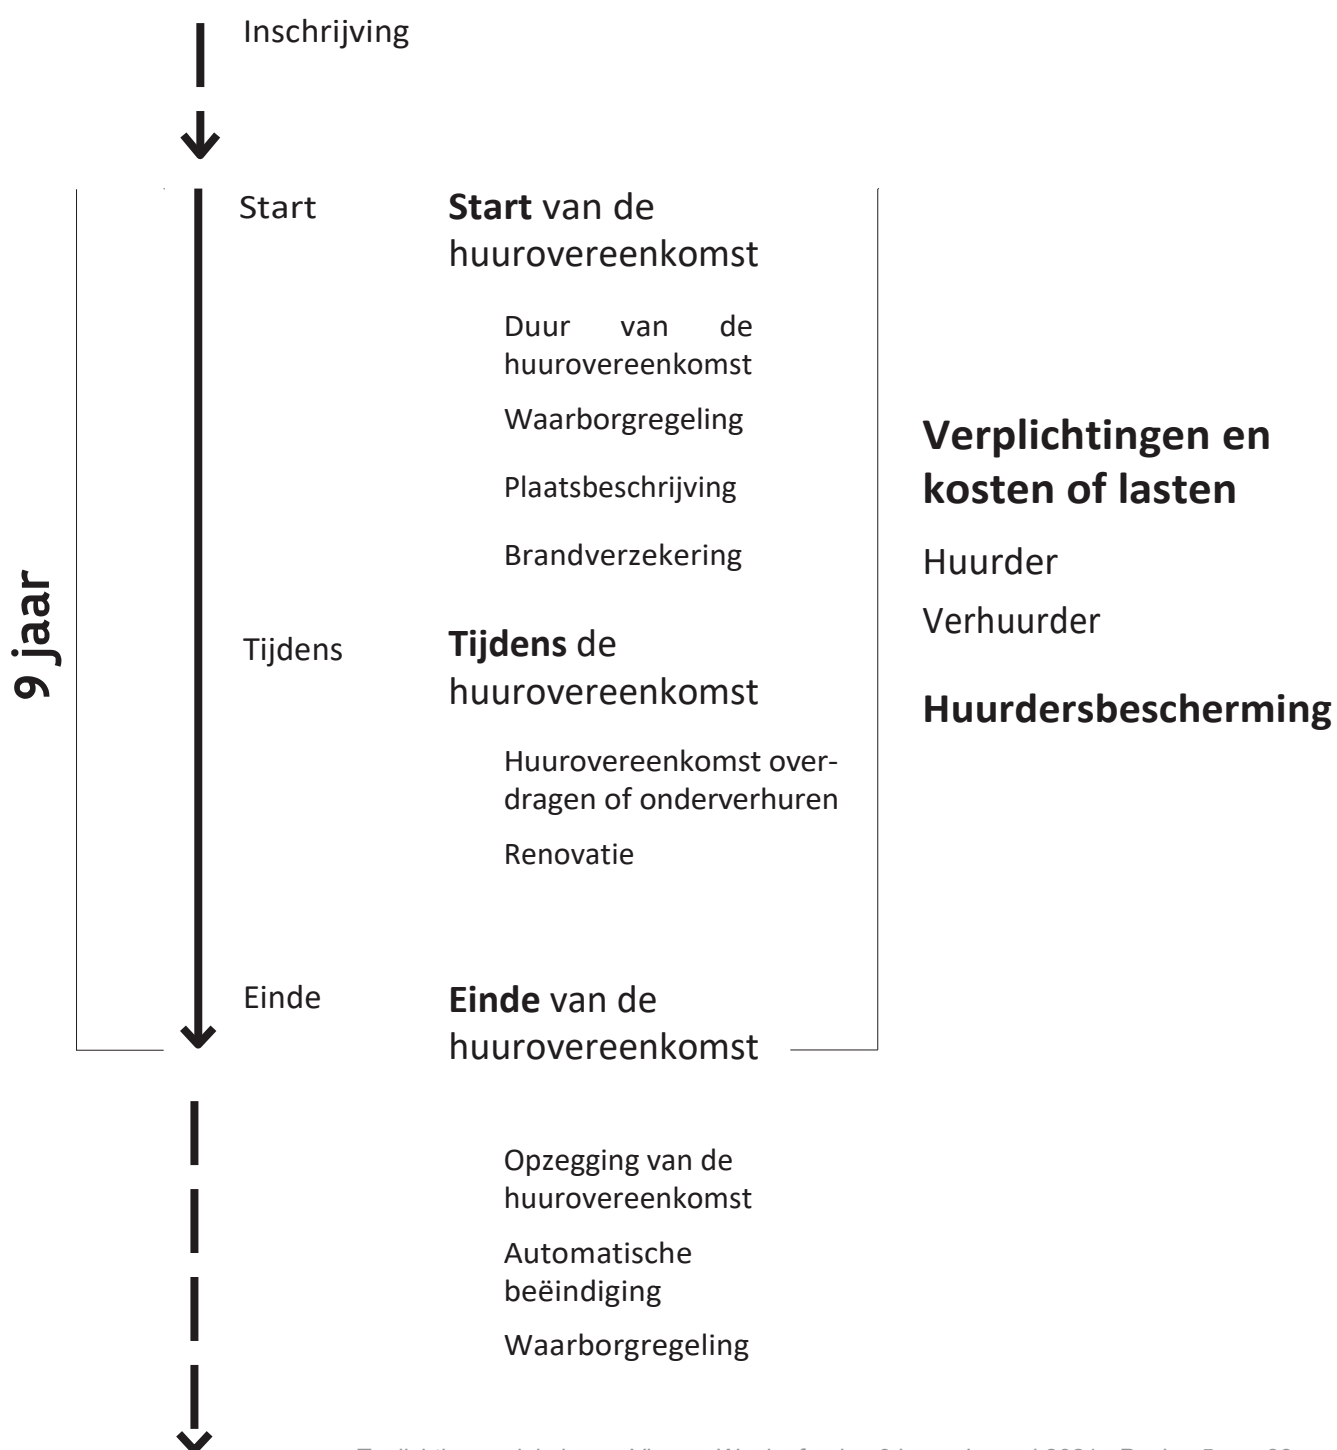 Inschrijving
Start
Start van de
huurovereenkomst
Duur van de
huurovereenkomst
Waarborgregeling
Plaatsbeschrijving
Brandverzekering
9 jaar
Tijdens
Tijdens de
huurovereenkomst
Huurovereenkomst over-
dragen of onderverhuren
Renovatie
Einde
Einde van de
huurovereenkomst
Opzegging van de
huurovereenkomst
Automatische
beëindiging
Waarborgregeling
Verplichtingen en
kosten of lasten
Huurder
Verhuurder
Huurdersbescherming